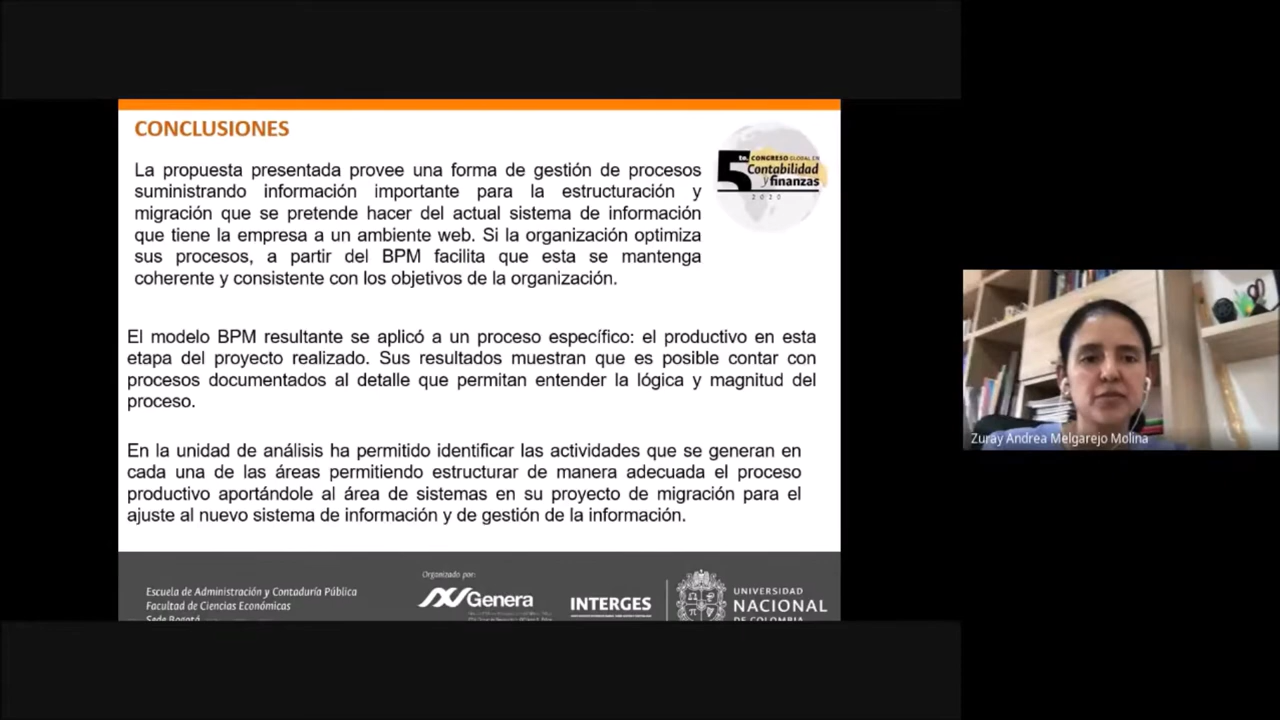 CONCLUSIONES
La propuesta presentada provee una forma de gestión de procesos
suministrando información importante para la estructuración y
migración que se pretende hacer del actual sistema de información
que tiene la empresa a un ambiente web. Si la organización optimiza
sus procesos, a partir del BPM facilita que esta se mantenga
coherente y consistente con los objetivos de la organización.
5to. CONGRESO GLOBAL EN
Contabilidad
y finanzas
2020
El modelo BPM resultante se aplicó a un proceso específico: el productivo en esta
etapa del proyecto realizado. Sus resultados muestran que es posible contar con
procesos documentados al detalle que permitan entender la lógica y magnitud del
proceso.
En la unidad de análisis ha permitido identificar las actividades que se generan en
cada una de las áreas permitiendo estructurar de manera adecuada el proceso
productivo aportándole al área de sistemas en su proyecto de migración para el
ajuste al nuevo sistema de información y de gestión de la información.
Escuela de Administración y Contaduría Pública
Facultad de Ciencias Económicas
Sede Bogotá
Organizado por:
Genera
INTERGES
UNIVERSIDAD
NACIONAL
DE COLOMBIA
Zuray Andrea Melgarejo Molina